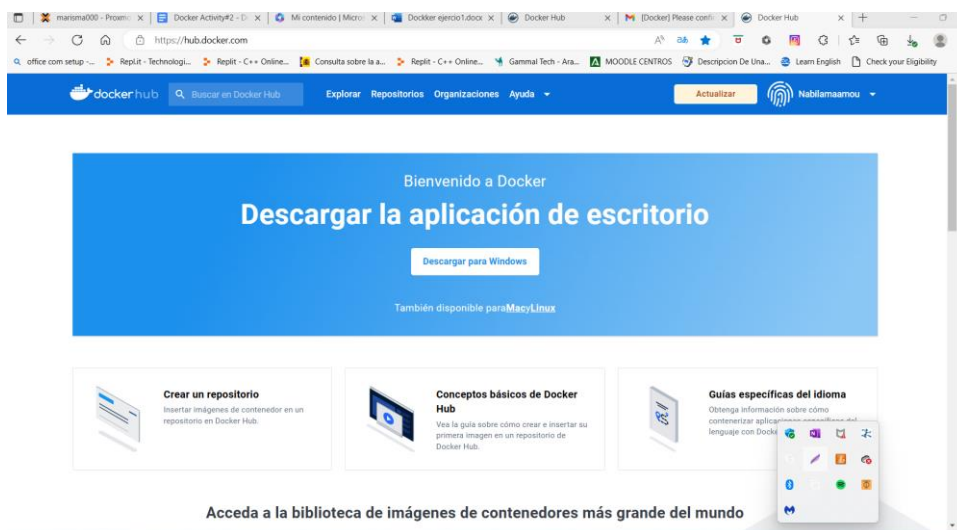 marisma000 - Proxmo
Docker Activity#2 - D
Mi contenido | Micro
Dockker ejercio1.docx
Docker Hub
[Docker] Please confi
Docker Hub
https://hub.docker.com
office com setup -...
RepLit - Technologi...
Replit - C++ Online...
Consulta sobre la a...
Replit - C++ Online...
Gammal Tech - Ara...
MOODLE CENTROS
Descripcion De Una...
Learn English
Check your Eligibility
dockerhub
Buscar en Docker Hub
Explorar
Repositorios
Organizaciones
Ayuda
Actualizar
Nabilamaamou
Bienvenido a Docker
Descargar la aplicación de escritorio
Descargar para Windows
También disponible paraMacyLinux
Crear un repositorio
Insertar imágenes de contenedor en un
repositorio en Docker Hub.
Conceptos básicos de Docker
Hub
Vea la guía sobre cómo crear e insertar su
primera imagen en un repositorio de
Docker Hub.
Guías específicas del idioma
Obtenga información sobre cómo
contenerizar
lenguaje con Docke
Acceda a la biblioteca de imágenes de contenedores más grande del mundo